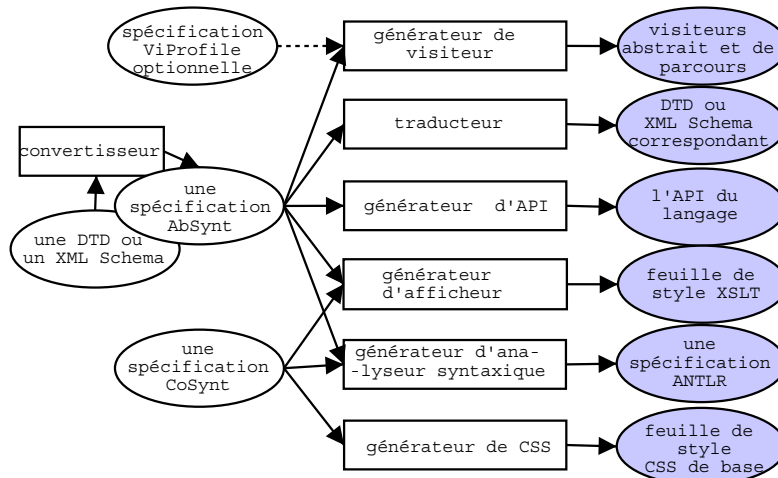 spécification
ViProfile
optionnelle
générateur de
visiteur
visiteurs
abstrait et de
parcours
traducteur
DTD ou
XML Schema
correspondant
convertisseur
une
spécification
AbSynt
générateur d'API
l'API du
langage
une DTD ou
un XML Schema
générateur
d'afficheur
feuille de
style XSLT
une
spécification
CoSynt
générateur d'ana-
-lyseur syntaxique
une
spécification
ANTLR
générateur de CSS
feuille de
style
CSS de base